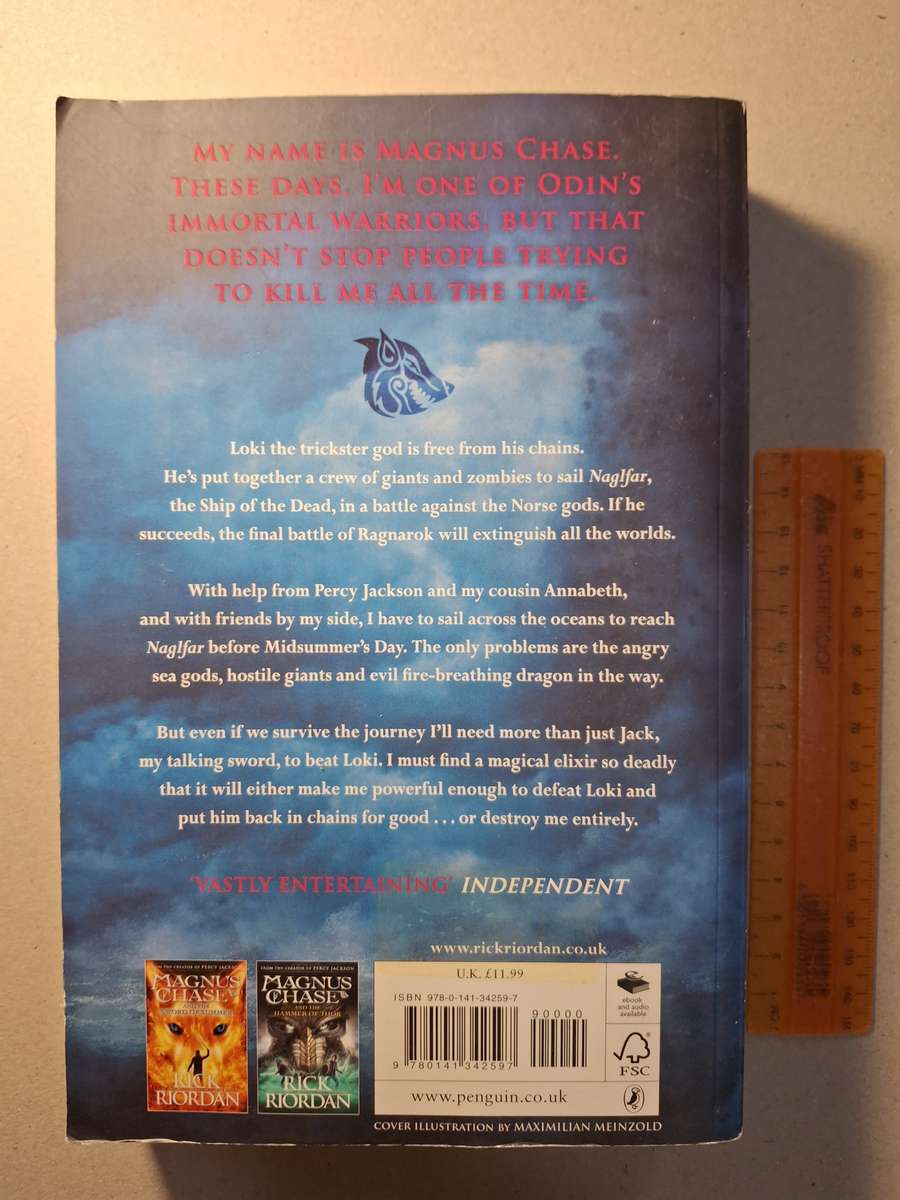 MY NAME IS MAGNUS CHASE.
THESE DAYS, I'M ONE OF ODIN'S
IMMORTAL WARRIORS. BUT THAT
DOESN'T STOP PEOPLE TRYING
TO KILL ME ALL THE TIME.
Loki the trickster god is free from his chains.
He's put together a crew of giants and zombies to sail Naglfar,
the Ship of the Dead, in a battle against the Norse gods. If he
succeeds, the final battle of Ragnarok will extinguish all the worlds.
With help from Percy Jackson and my cousin Annabeth,
and with friends by my side, I have to sail across the oceans to reach
Naglfar before Midsummer's Day. The only problems are the angry
sea gods, hostile giants and evil fire-breathing dragon in the way.
But even if we survive the journey I'll need more than just Jack,
my talking sword, to beat Loki. I must find a magical elixir so deadly
that it will either make me powerful enough to defeat Loki and
put him back in chains for good . . . or destroy me entirely.
'VASTLY ENTERTAINING' INDEPENDENT
www.rickriordan.co.uk
FROM THE CREATOR OF PERCY JACKSON
MAGNUS
CHASE
AND THE
SWORD OF SUMMER
RICK
RIORDAN
FROM THE CREATOR OF PERCY JACKSON
MAGNUS
CHASE
AND THE
HAMMER OF THOR
RICK
RIORDAN
U.K. £11.99
ISBN 978-0-141-34259-7
90000
9 780141 342597
www.penguin.co.uk
ebook
and audio
available
FSC
COVER ILLUSTRATION BY MAXIMILIAN MEINZOLD
SHATTERPROOF